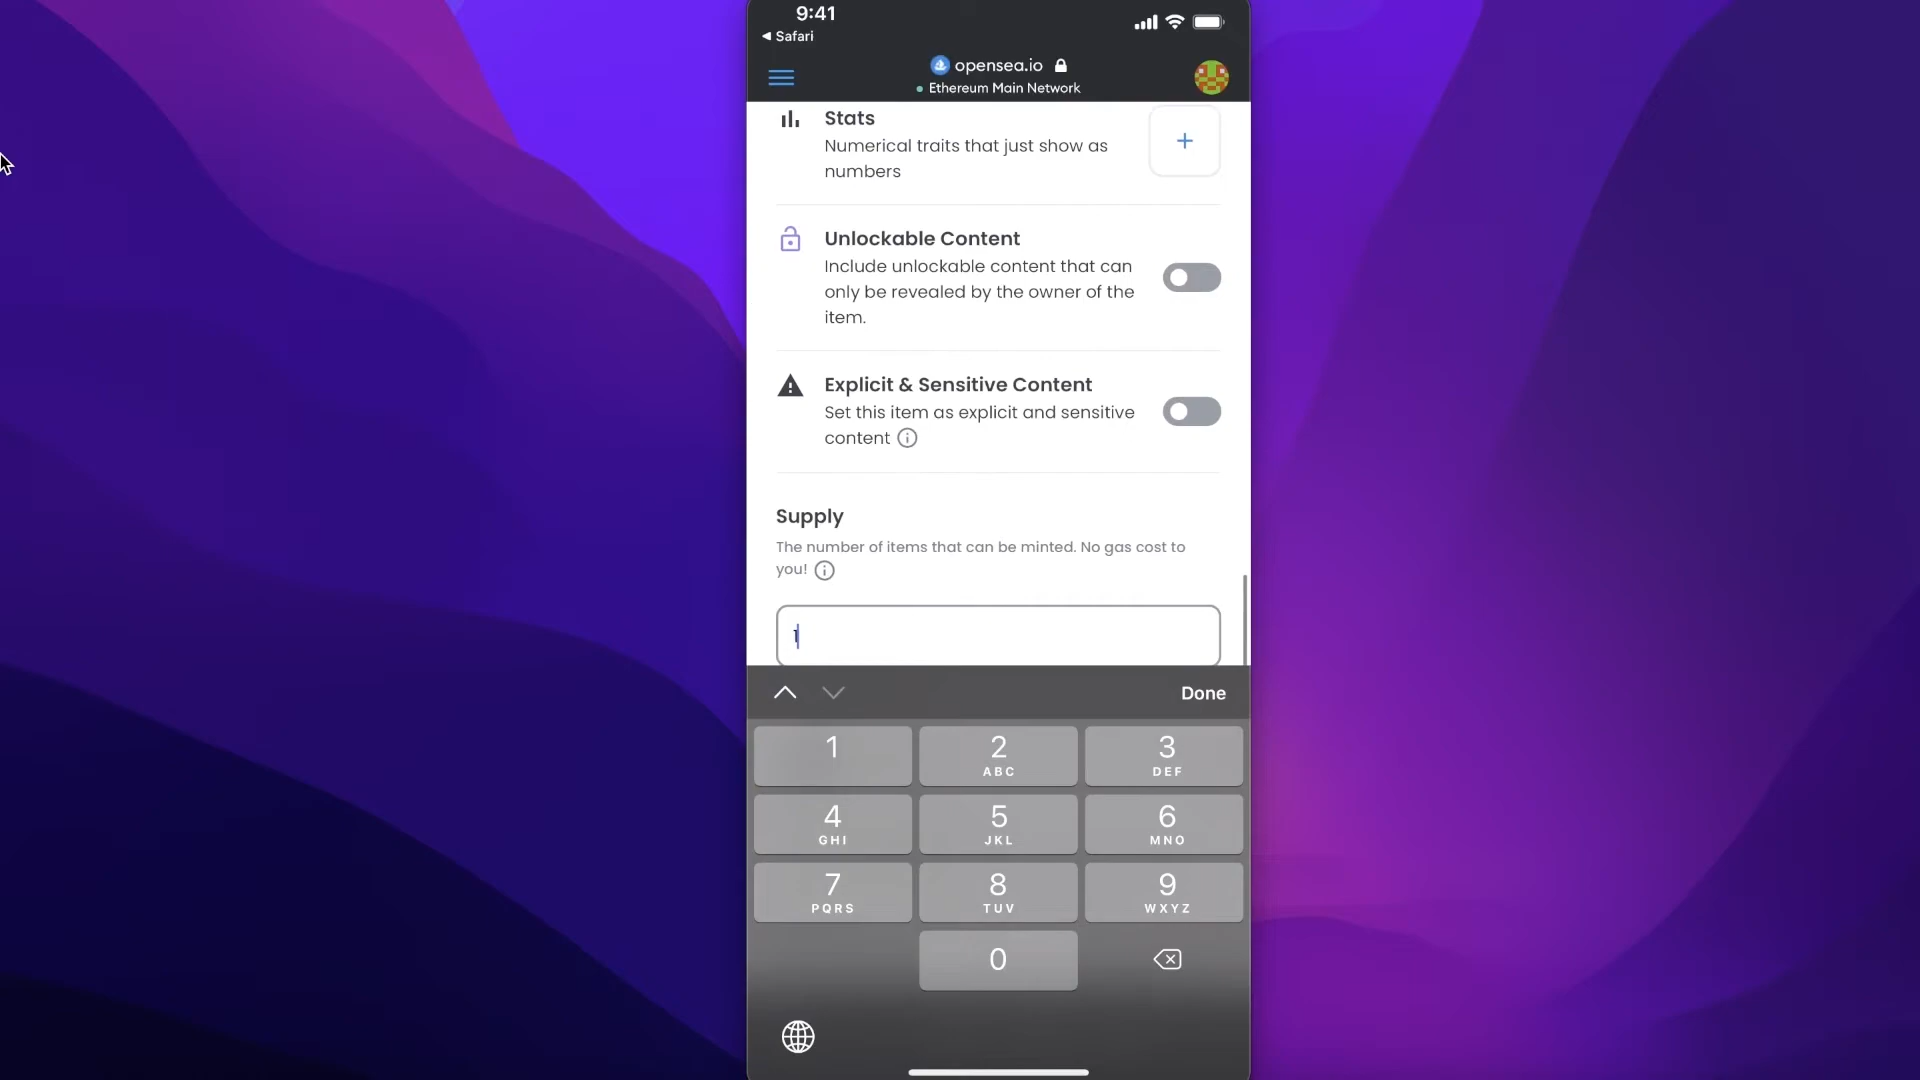 9:41
◀ Safari
opensea.io
Ethereum Main Network
Stats
Numerical traits that just show as
numbers
+
Unlockable Content
Include unlockable content that can
only be revealed by the owner of the
item.
Explicit & Sensitive Content
Set this item as explicit and sensitive
content
Supply
The number of items that can be minted. No gas cost to
you!
1
Done
1
2
3
ABC
DEF
4
5
6
GHI
JKL
MNO
7
8
9
PQRS
TUV
WXYZ
0